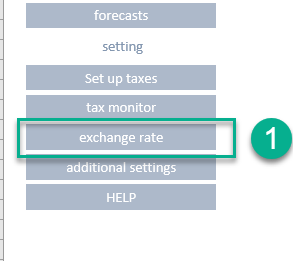 forecasts
setting
Set up taxes
tax monitor
exchange rate
1
additional settings
HELP